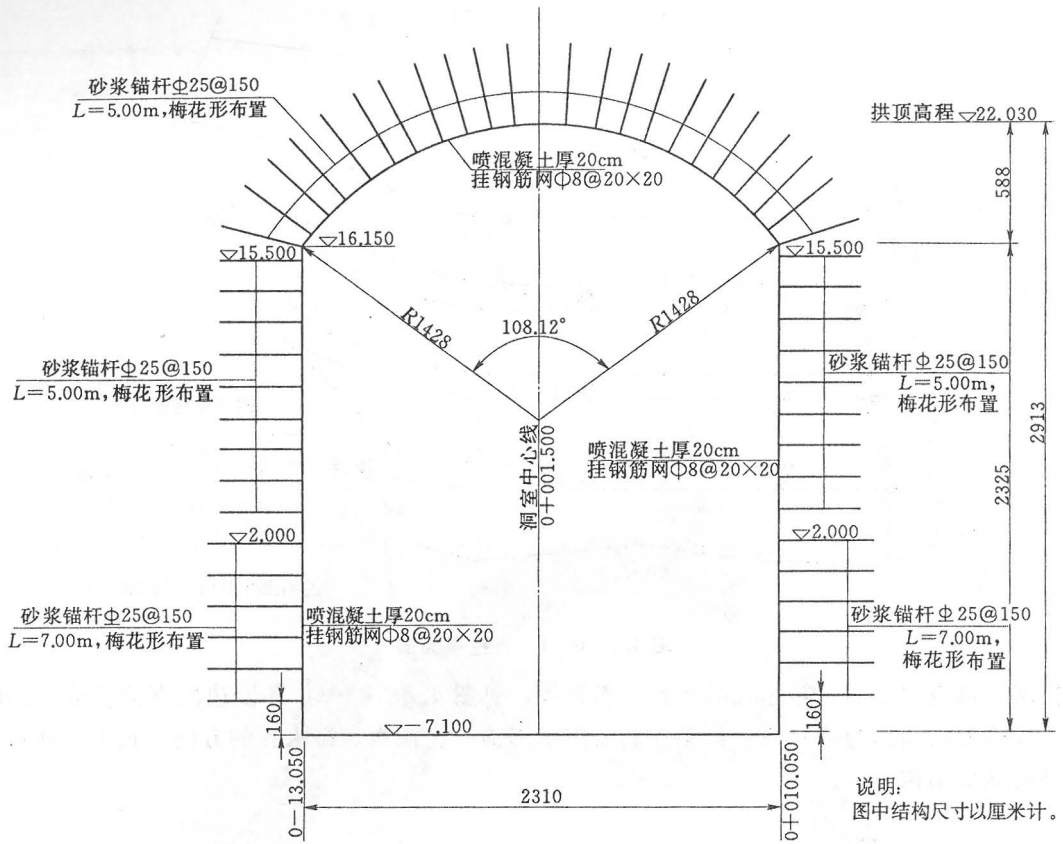 砂浆锚杆Φ25@150
L=5.00m,梅花形布置
拱顶高程▽22.030
喷混凝土厚20cm
挂钢筋网Φ8@20×20
588
▽16.150
▽15.500
▽15.500
R1428
R1428
108.12°
砂浆锚杆Φ25@150
L=5.00m,梅花形布置
砂浆锚杆Φ25@150
L=5.00m,
梅花形布置
2913
2325
喷混凝土厚20cm
挂钢筋网Φ8@20×20
洞室中心线
0+001.500
▽2.000
▽2.000
砂浆锚杆Φ25@150
L=7.00m,梅花形布置
喷混凝土厚20cm
挂钢筋网Φ8@20×20
砂浆锚杆Φ25@150
L=7.00m,
梅花形布置
160
160
▽-7.100
0-13.050
2310
0+010.050
说明:
图中结构尺寸以厘米计。